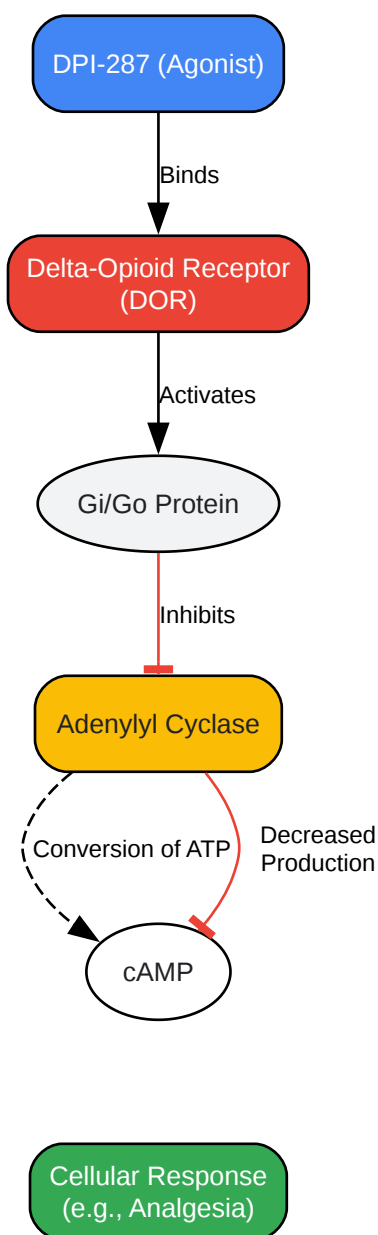 DPI-287 (Agonist)
Binds
Delta-Opioid Receptor
(DOR)
Activates
Gi/Go Protein
Inhibits
Adenylyl Cyclase
Conversion of ATP
Decreased
Production
cAMP
Cellular Response
(e.g., Analgesia)